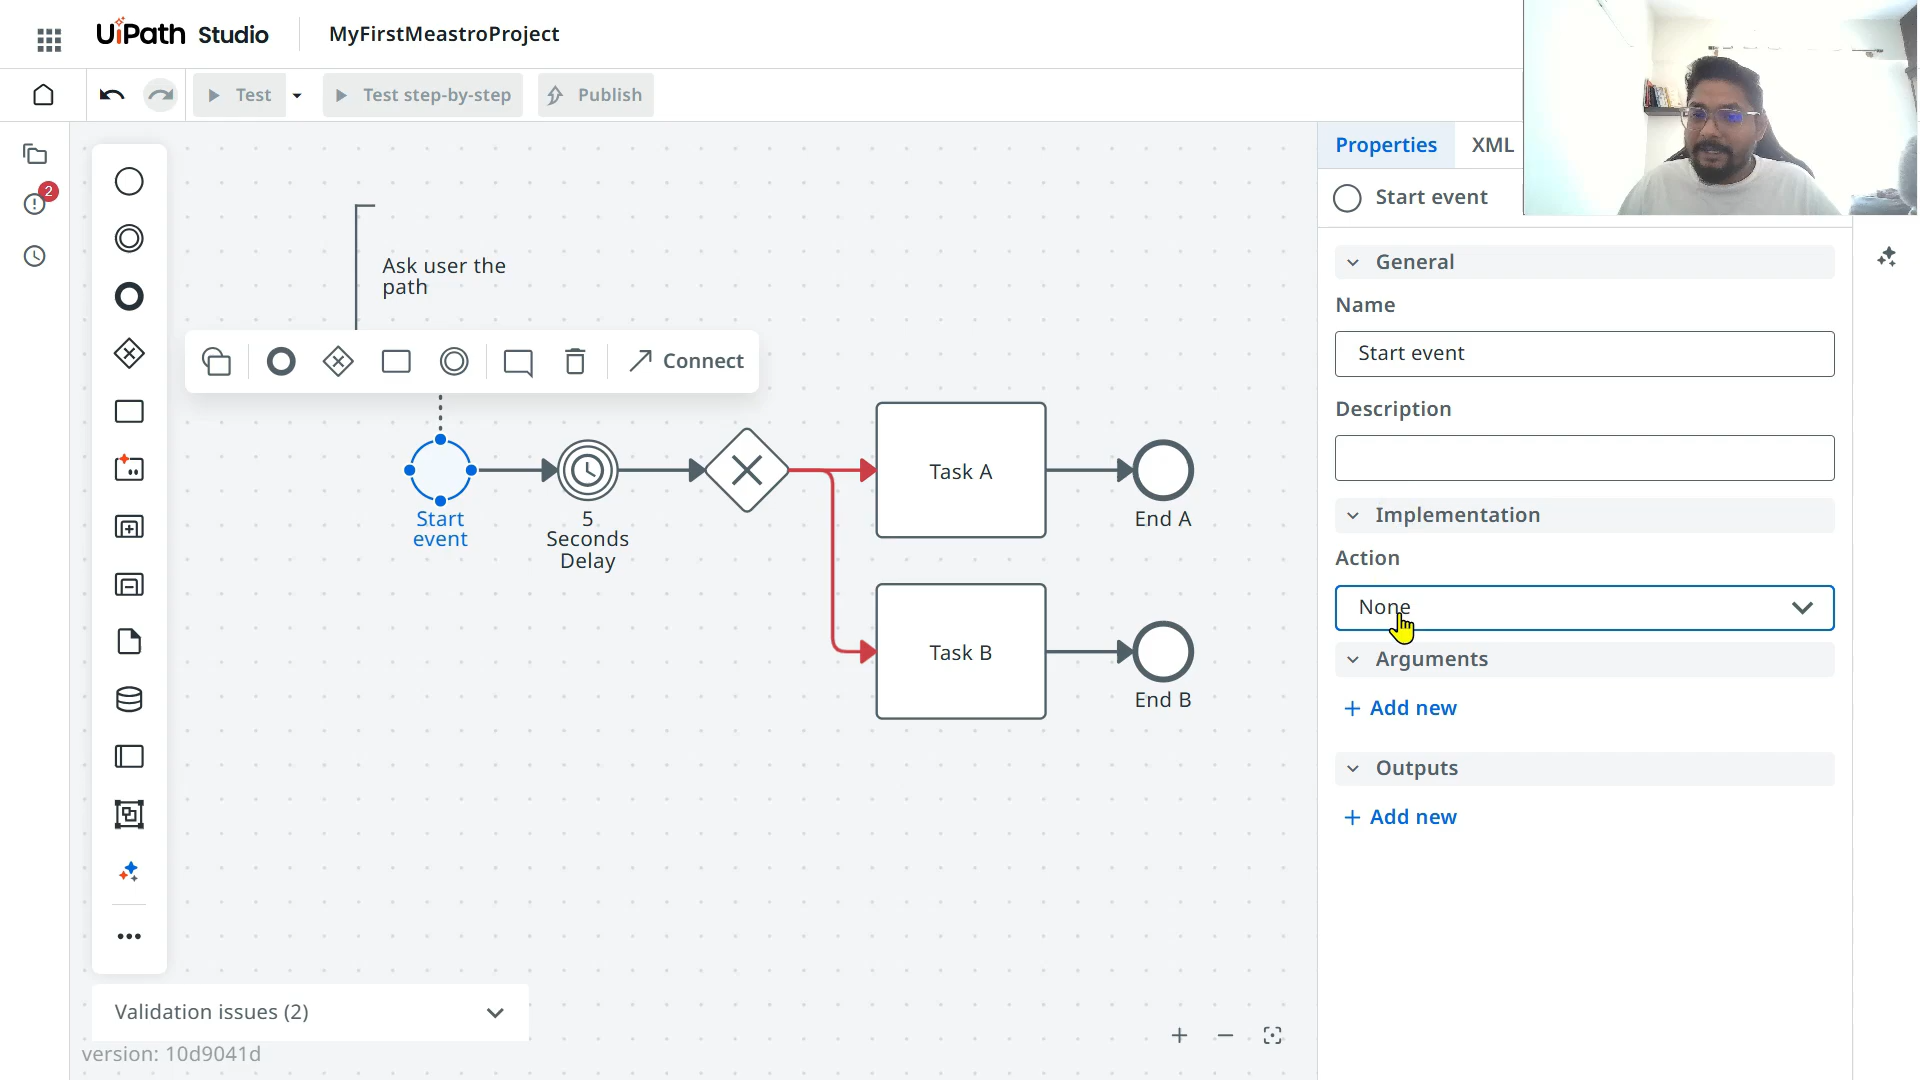 UiPath Studio
MyFirstMeastroProject
Test
Test step-by-step
Publish
2
Properties
XML
Start event
General
Name
Start event
Description
Implementation
Action
None
Arguments
+ Add new
Outputs
+ Add new
Ask user the
path
Connect
Start
event
5
Seconds
Delay
Task A
End A
Task B
End B
Validation issues (2)
version: 10d9041d